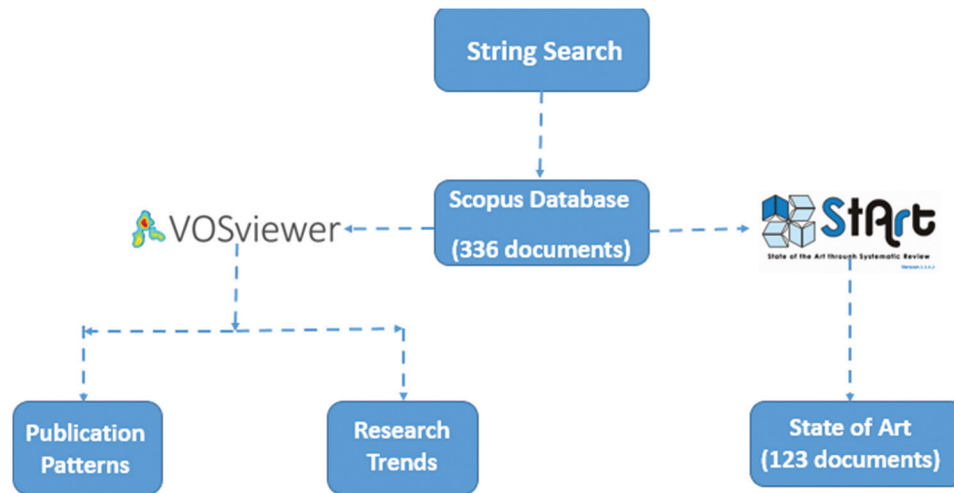 String Search
Scopus Database
(336 documents)
VOSviewer
StArt
State of the Art through Systematic Review
Publication
Patterns
Research
Trends
State of Art
(123 documents)